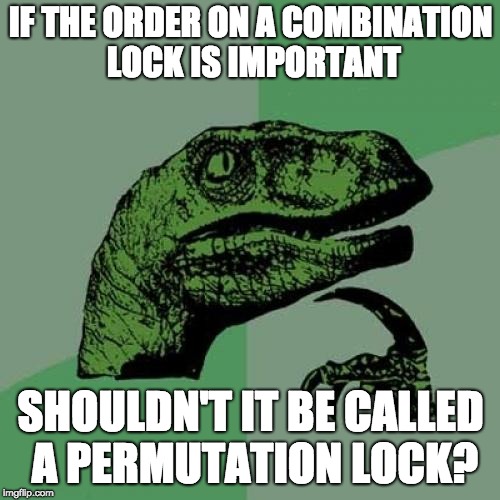 IF THE ORDER ON A COMBINATION
LOCK IS IMPORTANT
SHOULDN'T IT BE CALLED
A PERMUTATION LOCK?
imgflip.com